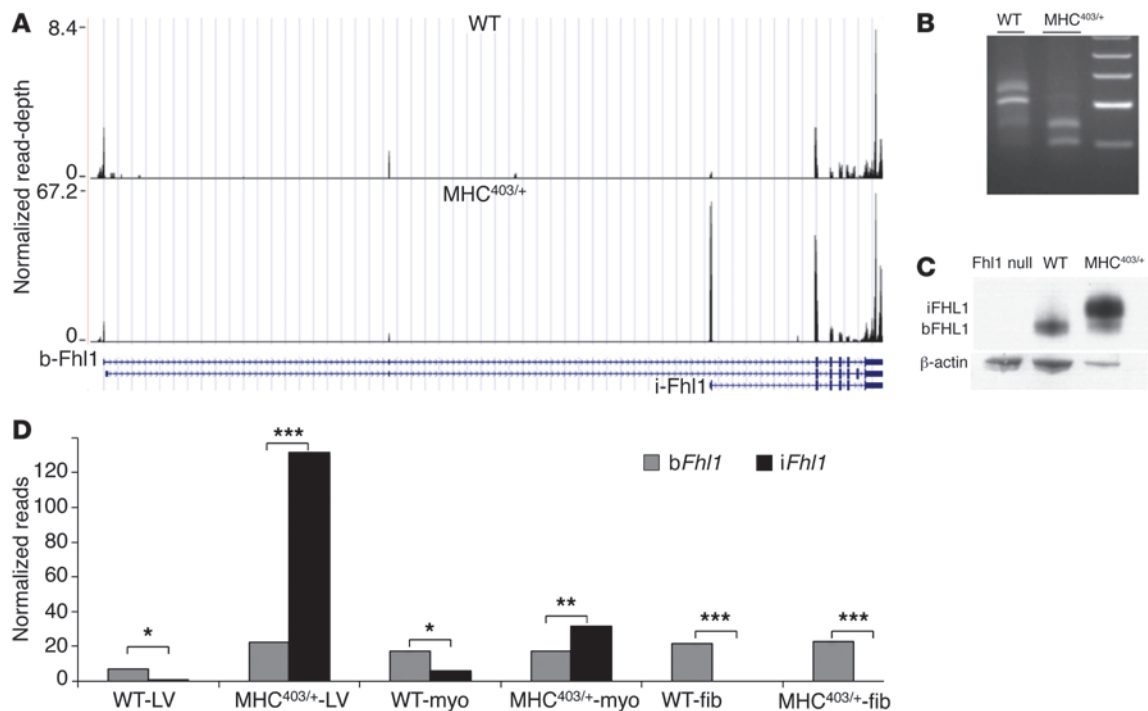 A
WT
8.4
0
MHC403/+
67.2
0
Normalized read-depth
b-Fhl1
i-Fhl1
B
WT MHC403/+
C
Fhl1 null WT MHC403/+
iFHL1
bFHL1
β-actin
D
Normalized reads
120
100
80
60
40
20
0
bFhl1 iFhl1
* *** * ** *** ***
WT-LV MHC403/+-LV WT-myo MHC403/+-myo WT-fib MHC403/+-fib